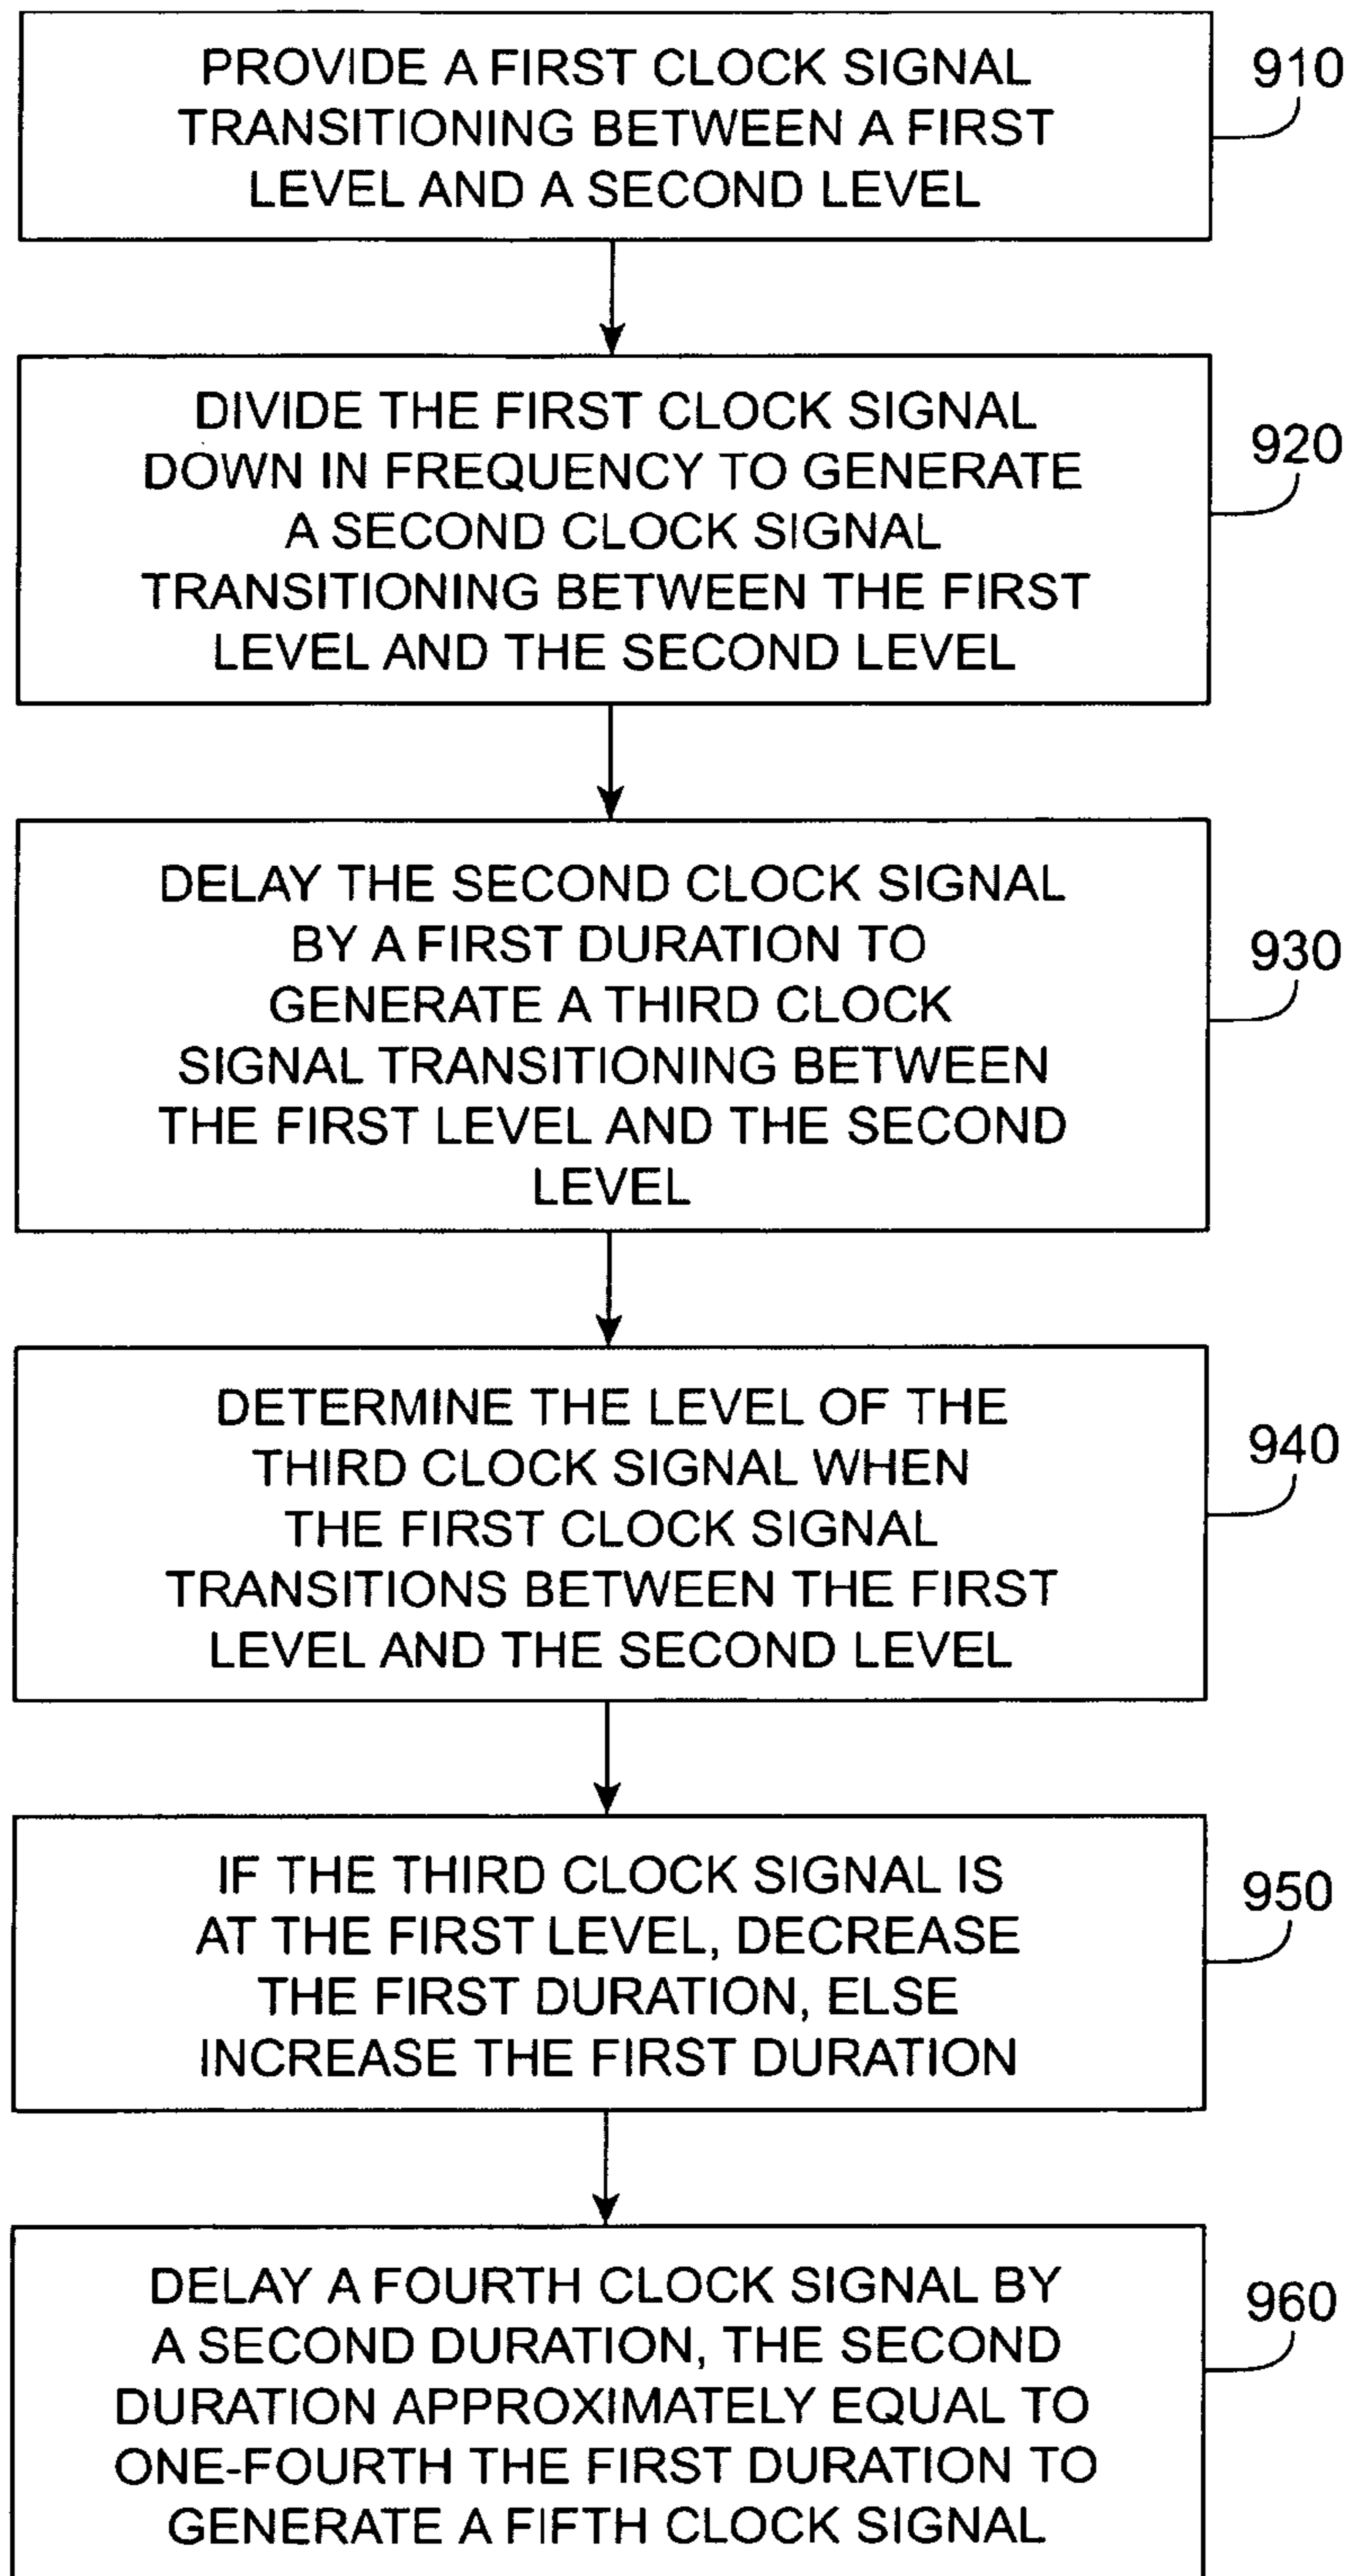 PROVIDE A FIRST CLOCK SIGNAL
TRANSITIONING BETWEEN A FIRST
LEVEL AND A SECOND LEVEL
910
DIVIDE THE FIRST CLOCK SIGNAL
DOWN IN FREQUENCY TO GENERATE
A SECOND CLOCK SIGNAL
TRANSITIONING BETWEEN THE FIRST
LEVEL AND THE SECOND LEVEL
920
DELAY THE SECOND CLOCK SIGNAL
BY A FIRST DURATION TO
GENERATE A THIRD CLOCK
SIGNAL TRANSITIONING BETWEEN
THE FIRST LEVEL AND THE SECOND
LEVEL
930
DETERMINE THE LEVEL OF THE
THIRD CLOCK SIGNAL WHEN
THE FIRST CLOCK SIGNAL
TRANSITIONS BETWEEN THE FIRST
LEVEL AND THE SECOND LEVEL
940
IF THE THIRD CLOCK SIGNAL IS
AT THE FIRST LEVEL, DECREASE
THE FIRST DURATION, ELSE
INCREASE THE FIRST DURATION
950
DELAY A FOURTH CLOCK SIGNAL BY
A SECOND DURATION, THE SECOND
DURATION APPROXIMATELY EQUAL TO
ONE-FOURTH THE FIRST DURATION TO
GENERATE A FIFTH CLOCK SIGNAL
960